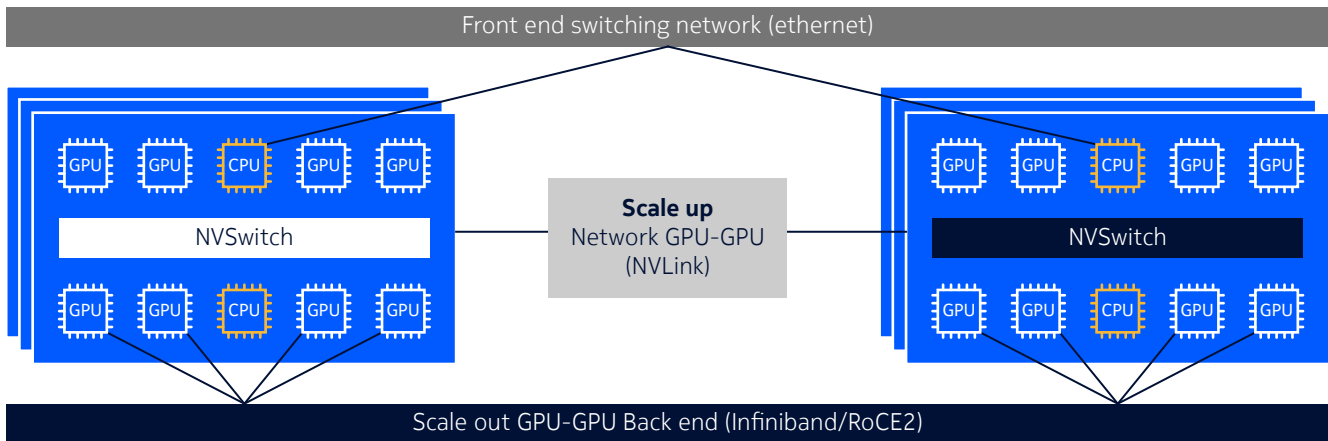 Front end switching network (ethernet)
GPU GPU CPU GPU GPU
GPU GPU CPU GPU GPU
NVSwitch
Scale up
Network GPU-GPU
(NVLink)
NVSwitch
GPU GPU CPU GPU GPU
GPU GPU CPU GPU GPU
Scale out GPU-GPU Back end (Infiniband/RoCE2)